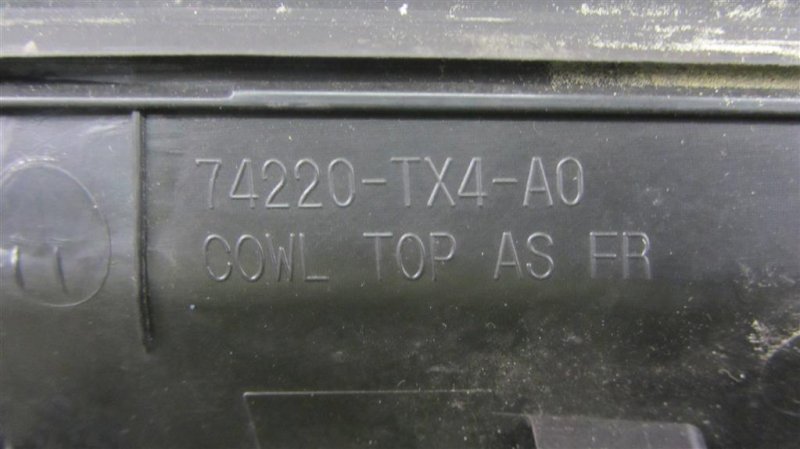 74220-TX4-A0
COWL TOP AS FR